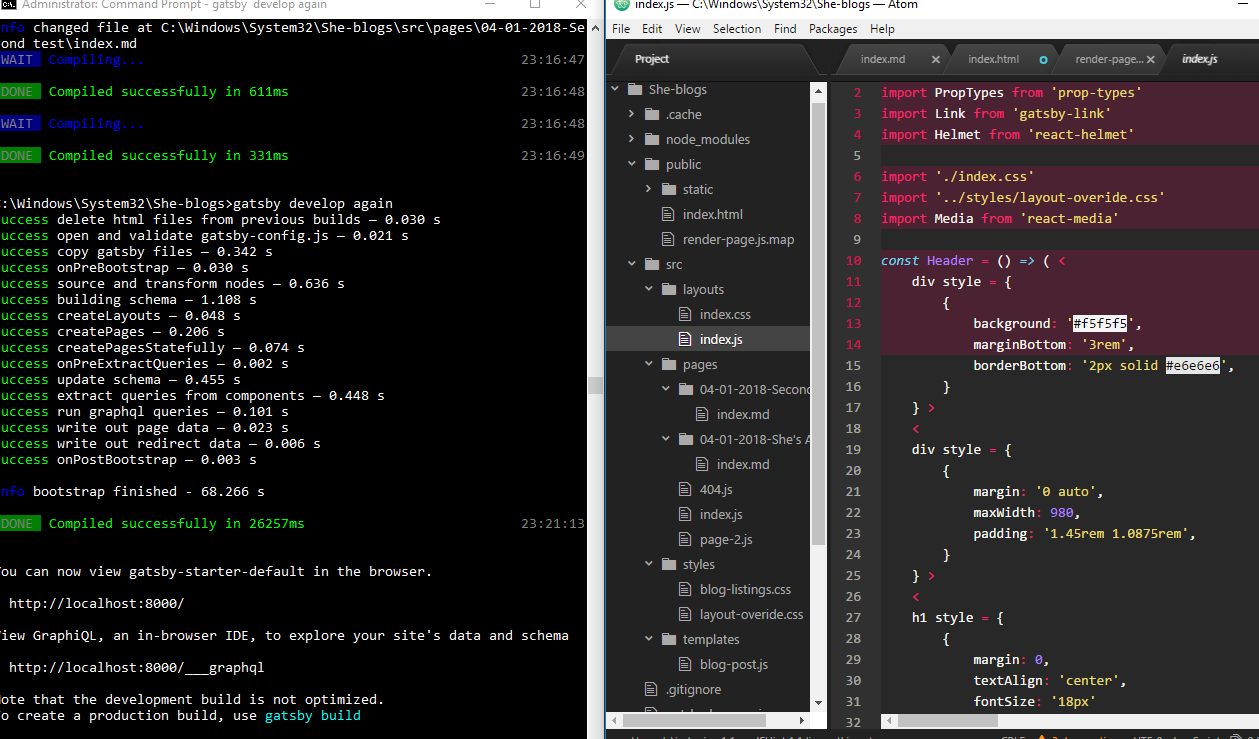 Administrator: Command Prompt - gatsby develop again
nfo changed file at C:\Windows\System32\She-blogs\src\pages\04-01-2018-Se
ond test\index.md
WAIT Compiling... 23:16:47
DONE Compiled successfully in 611ms 23:16:48
WAIT Compiling... 23:16:48
DONE Compiled successfully in 331ms 23:16:49
:\Windows\System32\She-blogs>gatsby develop again
uccess delete html files from previous builds — 0.030 s
uccess open and validate gatsby-config.js — 0.021 s
uccess copy gatsby files — 0.342 s
uccess onPreBootstrap — 0.030 s
uccess source and transform nodes — 0.636 s
uccess building schema — 1.108 s
uccess createLayouts — 0.048 s
uccess createPages — 0.206 s
uccess createPagesStatefully — 0.074 s
uccess onPreExtractQueries — 0.002 s
uccess update schema — 0.455 s
uccess extract queries from components — 0.448 s
uccess run graphql queries — 0.101 s
uccess write out page data — 0.023 s
uccess write out redirect data — 0.006 s
uccess onPostBootstrap — 0.003 s
nfo bootstrap finished - 68.266 s
DONE Compiled successfully in 26257ms 23:21:13
ou can now view gatsby-starter-default in the browser.
http://localhost:8000/
iew GraphiQL, an in-browser IDE, to explore your site's data and schema
http://localhost:8000/___graphql
ote that the development build is not optimized.
o create a production build, use gatsby build
index.js — C:\Windows\System32\She-blogs — Atom
File Edit View Selection Find Packages Help
Project
She-blogs
.cache
node_modules
public
static
index.html
render-page.js.map
src
layouts
index.css
index.js
pages
04-01-2018-Second
index.md
04-01-2018-She's A
index.md
404.js
index.js
page-2.js
styles
blog-listings.css
layout-overide.css
templates
blog-post.js
.gitignore
index.md index.html render-page... index.js
2 import PropTypes from 'prop-types'
3 import Link from 'gatsby-link'
4 import Helmet from 'react-helmet'
5
6 import './index.css'
7 import '../styles/layout-overide.css'
8 import Media from 'react-media'
9
10 const Header = () => ( <
11 div style = {
12 {
13 background: '#f5f5f5',
14 marginBottom: '3rem',
15 borderBottom: '2px solid #e6e6e6',
16 }
17 } >
18 <
19 div style = {
20 {
21 margin: '0 auto',
22 maxWidth: 980,
23 padding: '1.45rem 1.0875rem',
24 }
25 } >
26 <
27 h1 style = {
28 {
29 margin: 0,
30 textAlign: 'center',
31 fontSize: '18px'
32